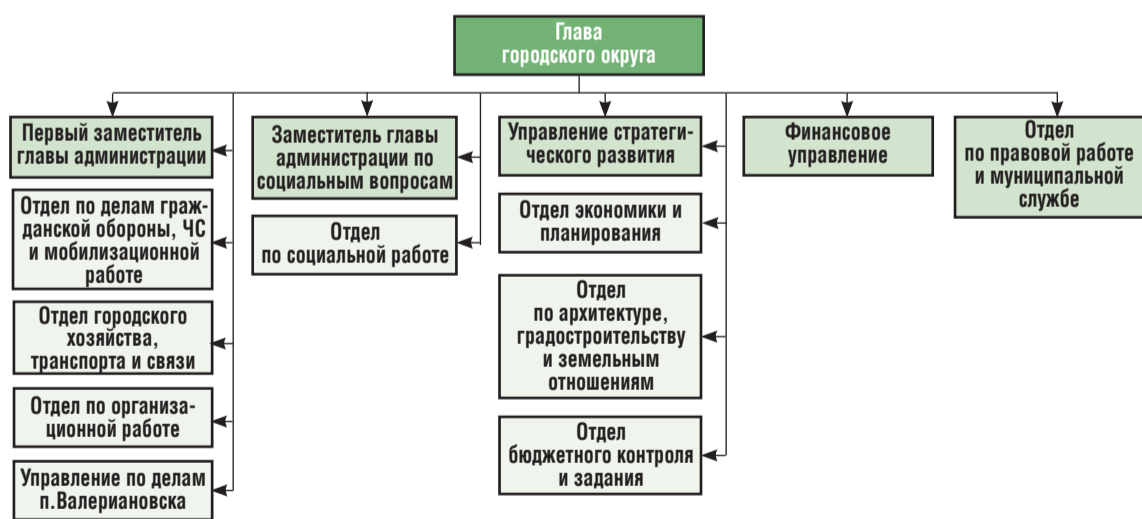 Глава
городского округа
Первый заместитель
главы администрации
Отдел по делам граж-
данской обороны, ЧС
и мобилизационной
работе
Отдел городского
хозяйства,
транспорта и связи
Отдел по организа-
ционной работе
Управление по делам
п.Валериановска
Заместитель главы
администрации по
социальным вопросам
Отдел
по социальной работе
Управление стратеги-
ческого развития
Отдел экономики и
планирования
Отдел
по архитектуре,
градостроительству
и земельным
отношениям
Отдел
бюджетного контроля
и задания
Финансовое
управление
Отдел
по правовой работе
и муниципальной
службе